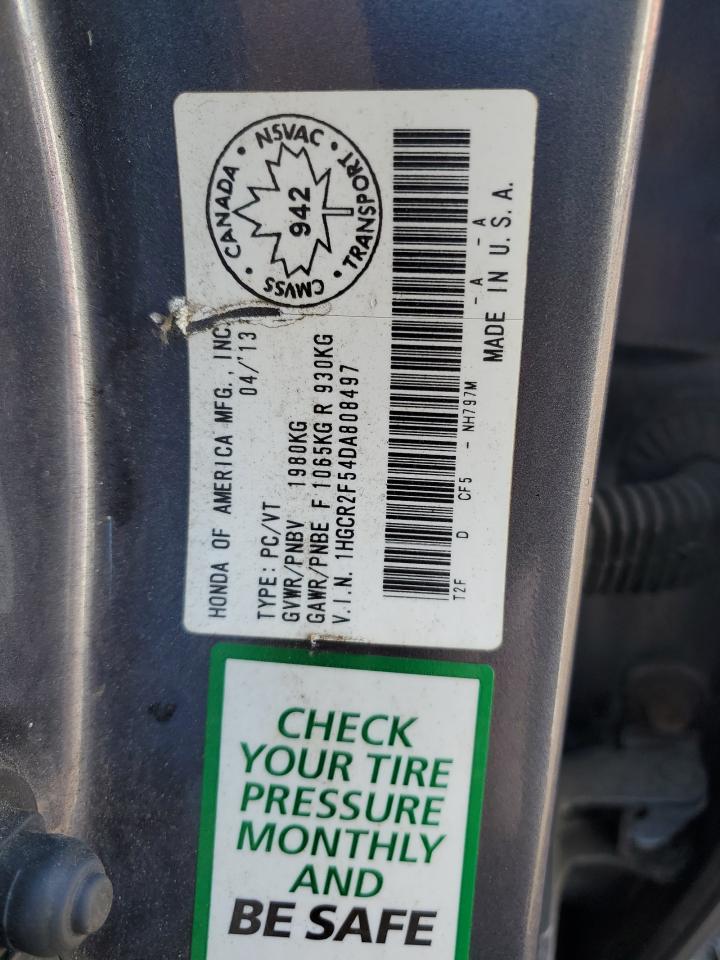 CANADA · NSVAC · TRANSPORT · CMVSS ·
942
HONDA OF AMERICA MFG., INC.
04/'13
TYPE: PC/VT
GVWR/PNBV 1980KG
GAWR/PNBE F 1065KG R 930KG
V.I.N. 1HGCR2F54DA808497
T2F D CF5 - NH797M - A - A
MADE IN U.S.A.
CHECK
YOUR TIRE
PRESSURE
MONTHLY
AND
BE SAFE